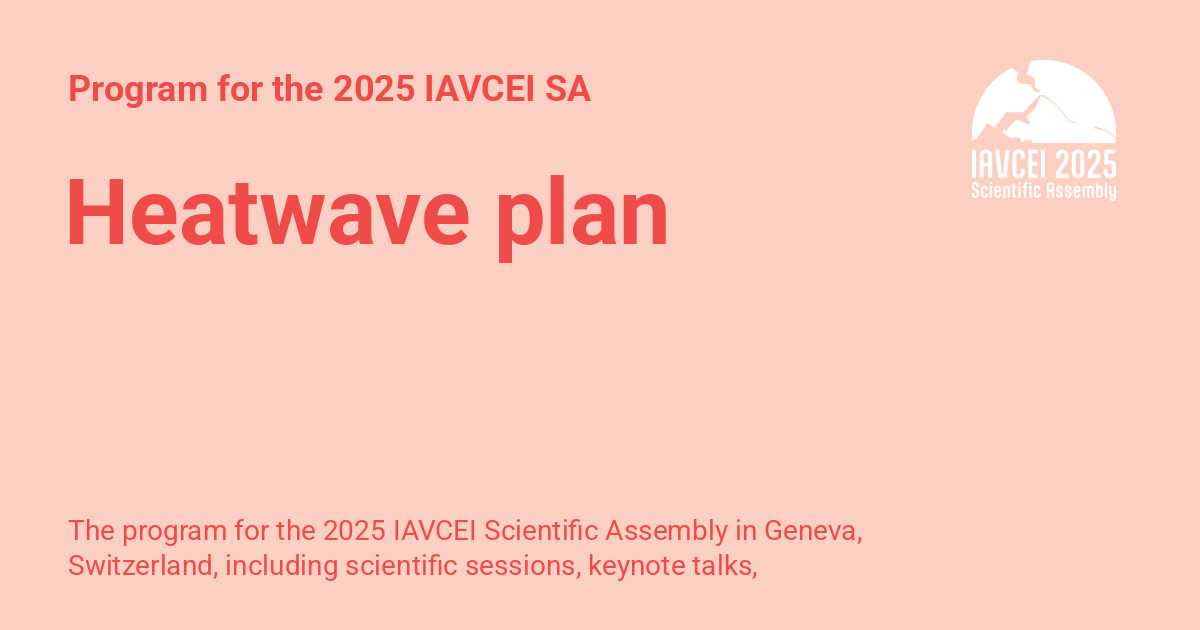 Program for the 2025 IAVCEI SA
IAVCEI 2025
Scientific Assembly
Heatwave plan
The program for the 2025 IAVCEI Scientific Assembly in Geneva,
Switzerland, including scientific sessions, keynote talks,